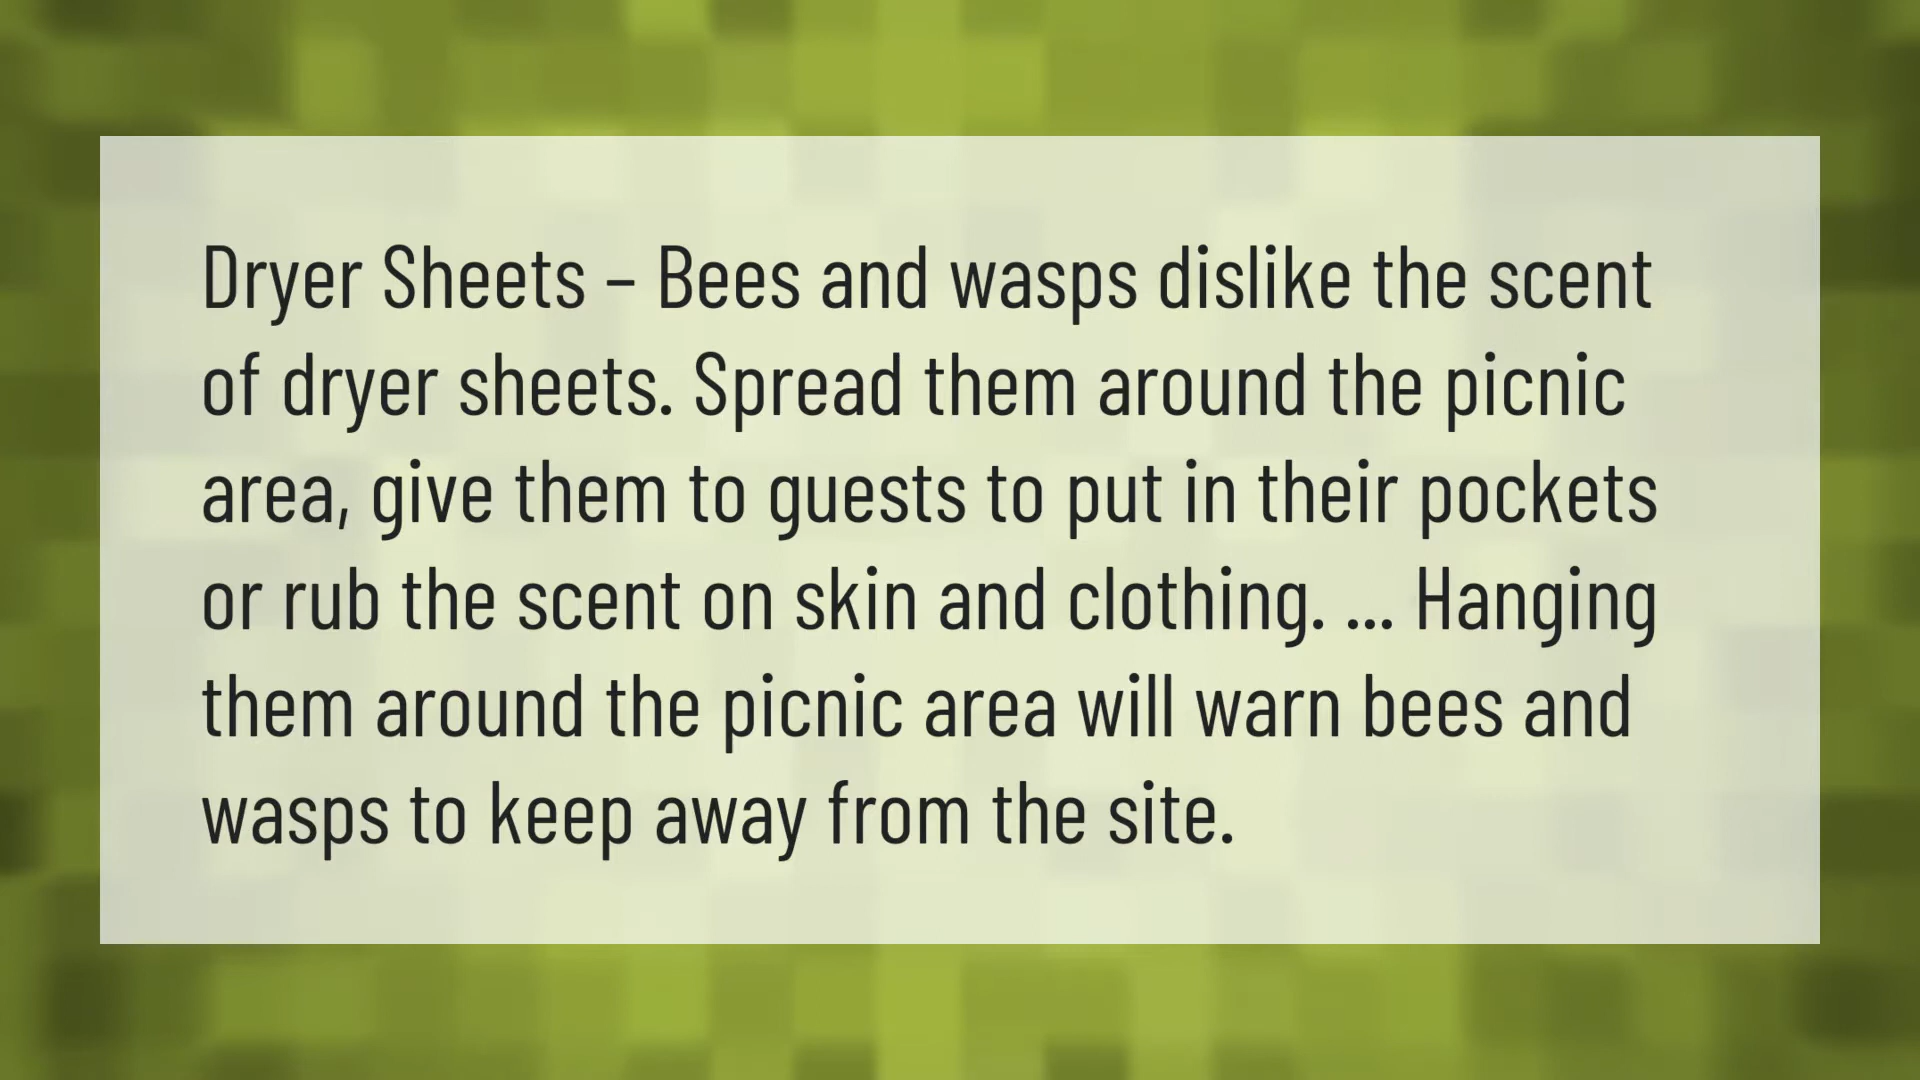 Dryer Sheets – Bees and wasps dislike the scent
of dryer sheets. Spread them around the picnic
area, give them to guests to put in their pockets
or rub the scent on skin and clothing. ... Hanging
them around the picnic area will warn bees and
wasps to keep away from the site.